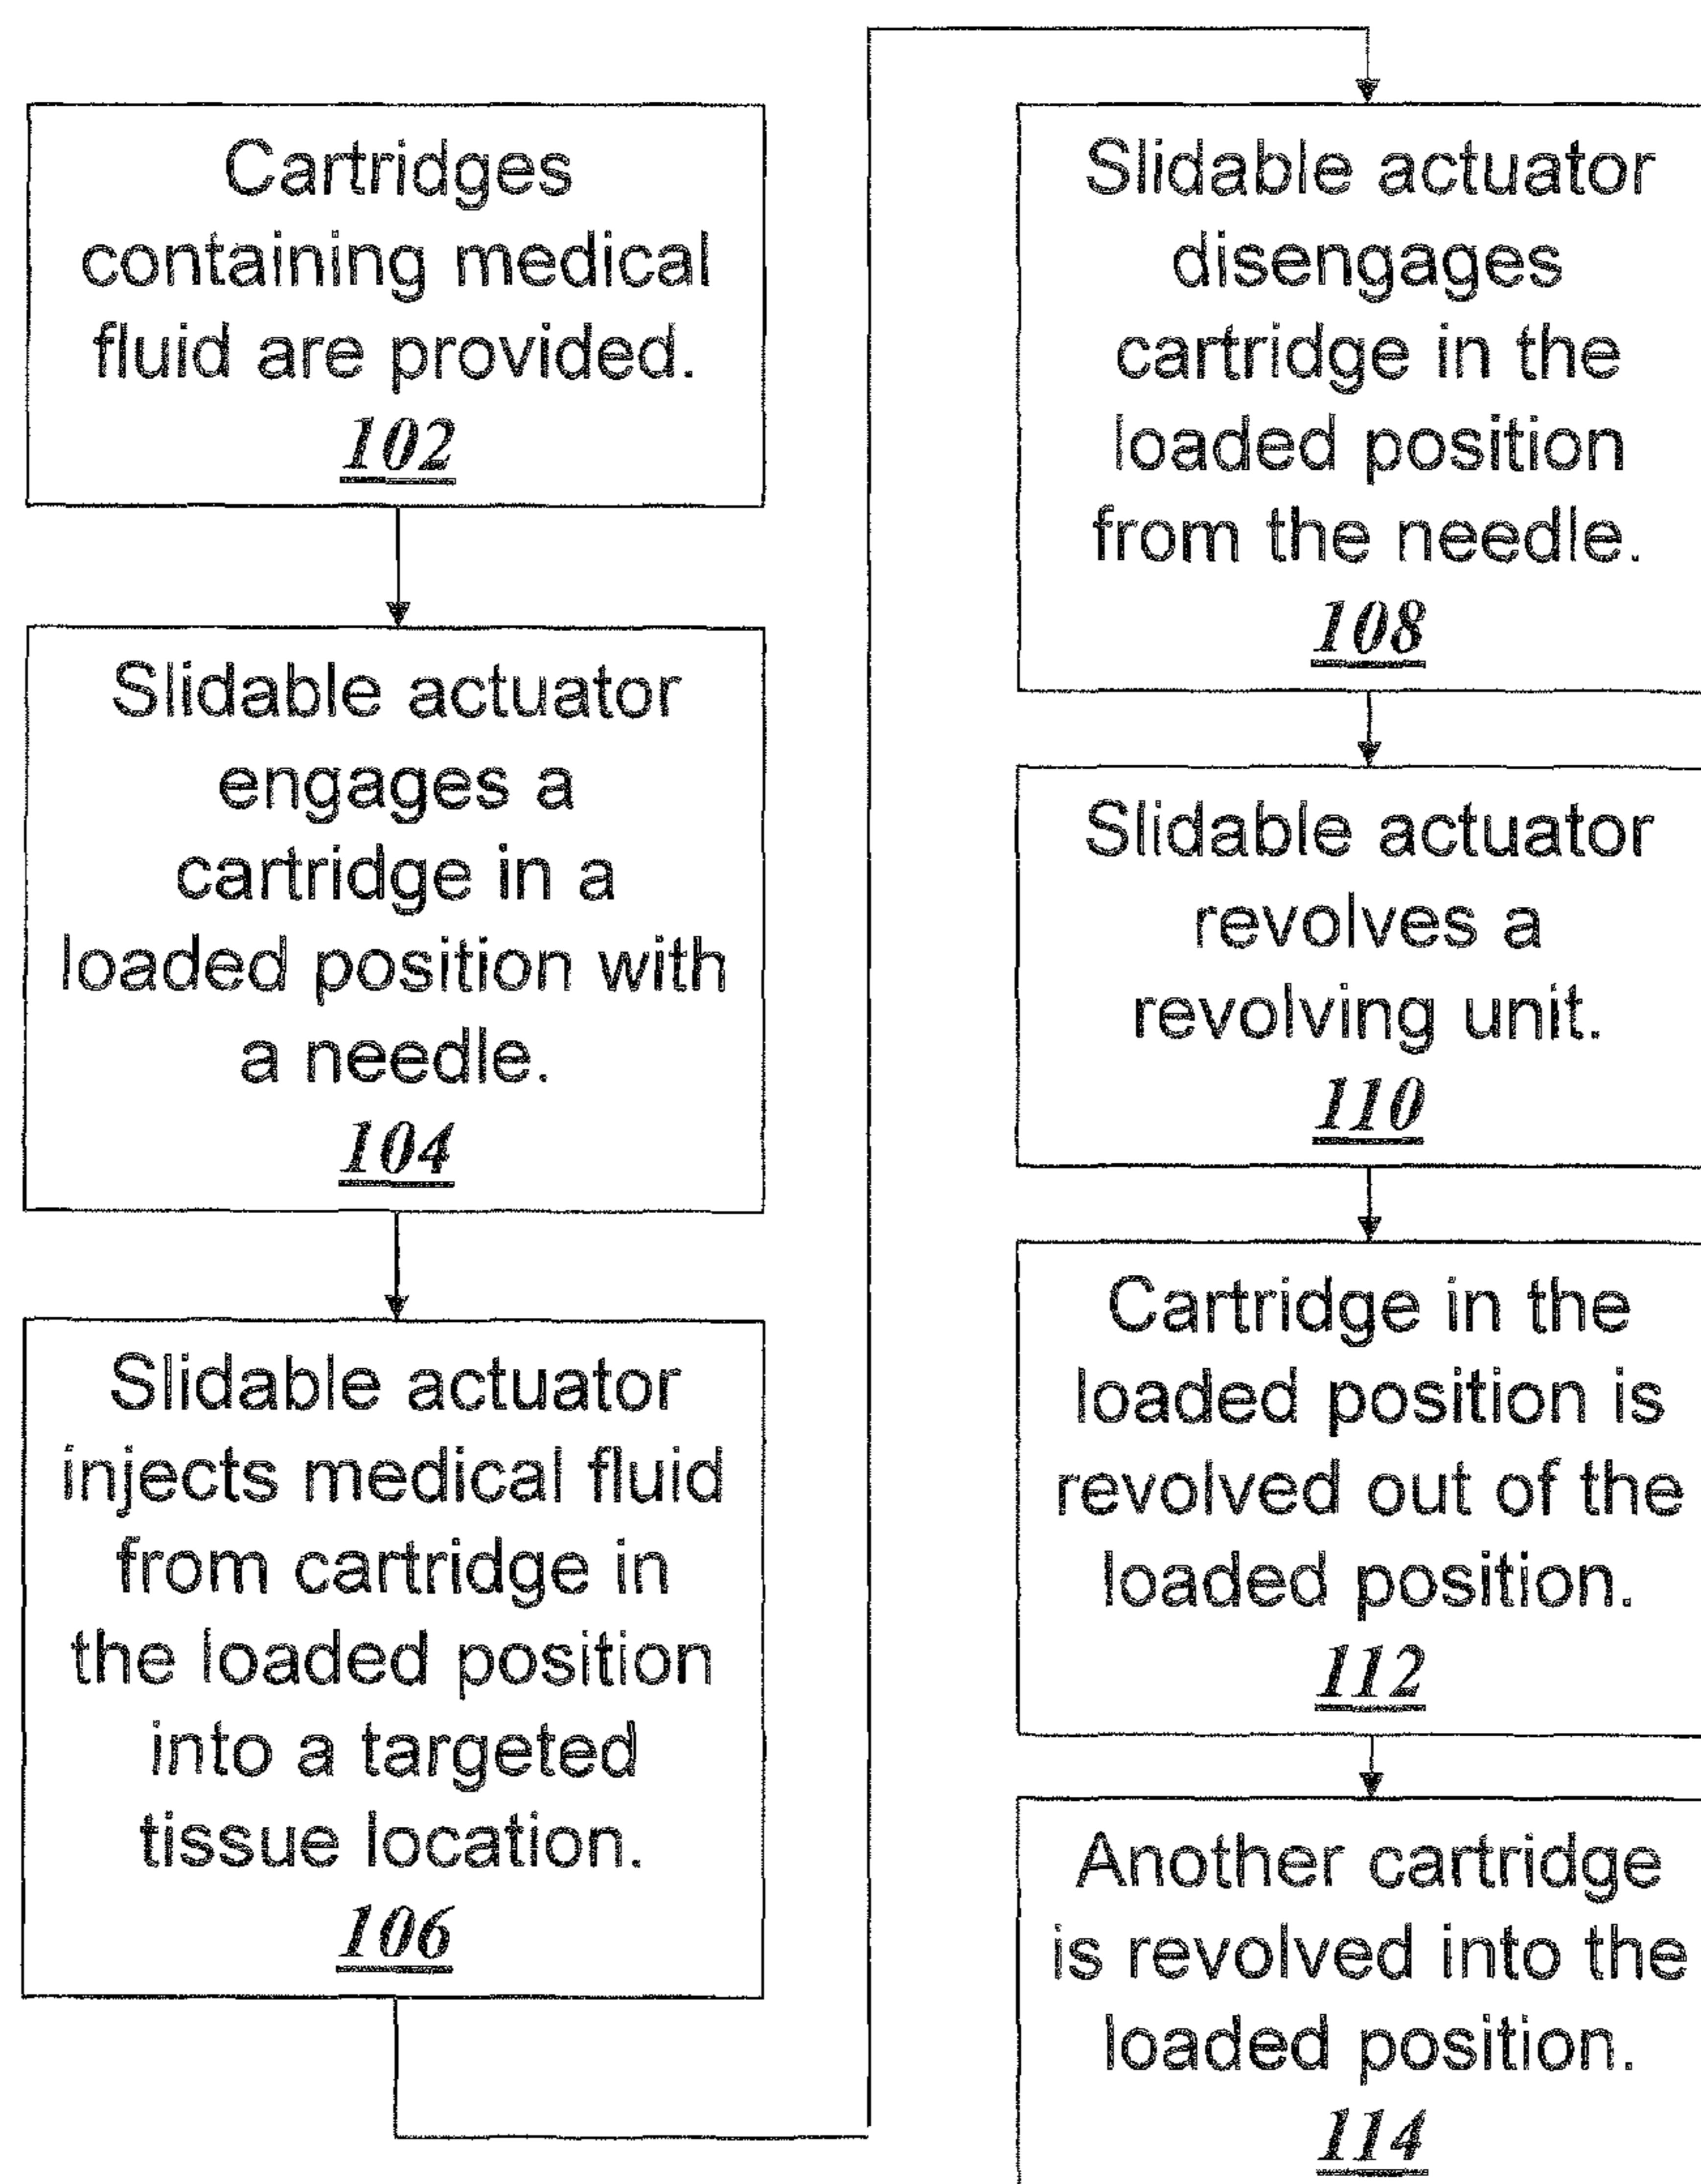 Cartridges
containing medical
fluid are provided.
102
Slidable actuator
engages a
cartridge in a
loaded position with
a needle.
104
Slidable actuator
injects medical fluid
from cartridge in
the loaded position
into a targeted
tissue location.
106
Slidable actuator
disengages
cartridge in the
loaded position
from the needle.
108
Slidable actuator
revolves a
revolving unit.
110
Cartridge in the
loaded position is
revolved out of the
loaded position.
112
Another cartridge
is revolved into the
loaded position.
114